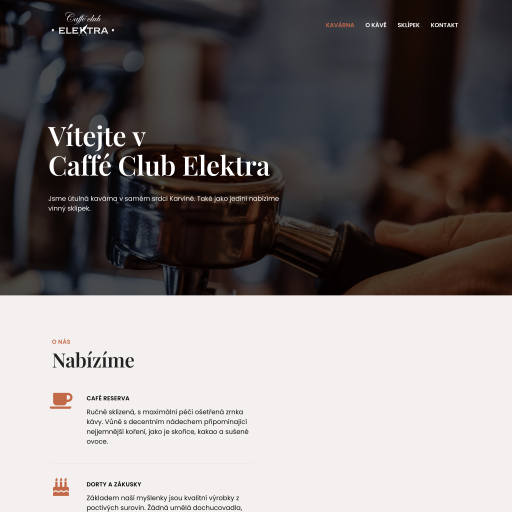 Caffé club
• ELEKTRA •
KAVÁRNA
O KÁVĚ
SKLÍPEK
KONTAKT
Vítejte v
Caffé Club Elektra
Jsme útulná kavárna v samém srdci Karviné. Také jako jediní nabízíme
vinný sklípek.
O NÁS
Nabízíme
CAFÉ RESERVA
Ručně sklizená, s maximální péčí ošetřená zrnka
kávy. Vůně s decentním nádechem připomínající
nejjemnější koření, jako je skořice, kakao a sušené
ovoce.
DORTY A ZÁKUSKY
Základem naší myšlenky jsou kvalitní výrobky z
poctivých surovin. Žádná umělá dochucovadla,